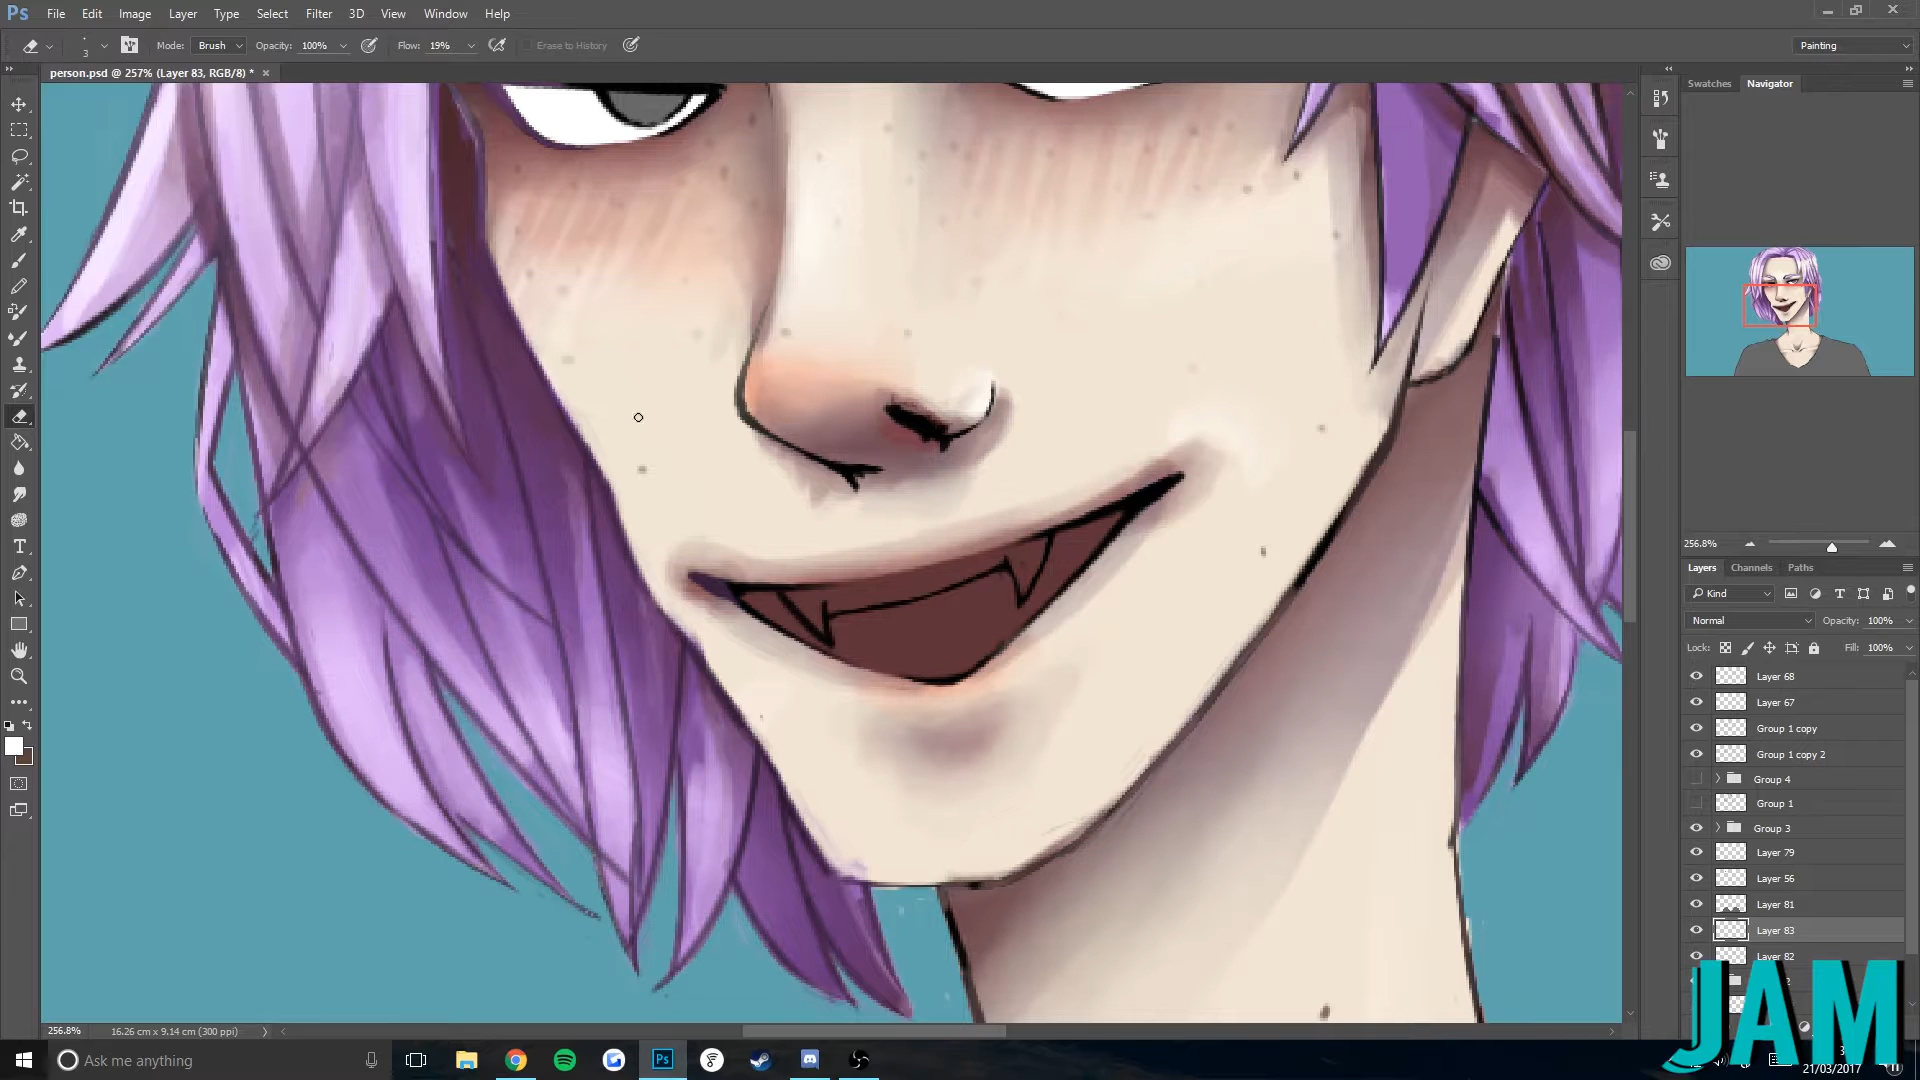 Ps File Edit Image Layer Type Select Filter 3D View Window Help
3 Mode: Brush Opacity: 100% Flow: 19% Erase to History Painting
person.psd @ 257% (Layer 83, RGB/8) *
Swatches Navigator
256.8%
Layers Channels Paths
Kind
Normal Opacity: 100%
Lock: Fill: 100%
Layer 68
Layer 67
Group 1 copy
Group 1 copy 2
Group 4
Group 1
Group 3
Layer 79
Layer 56
Layer 81
Layer 83
Layer 82
2
JAM
256.8% 16.26 cm x 9.14 cm (300 ppi)
Ask me anything
Ps
21/03/2017